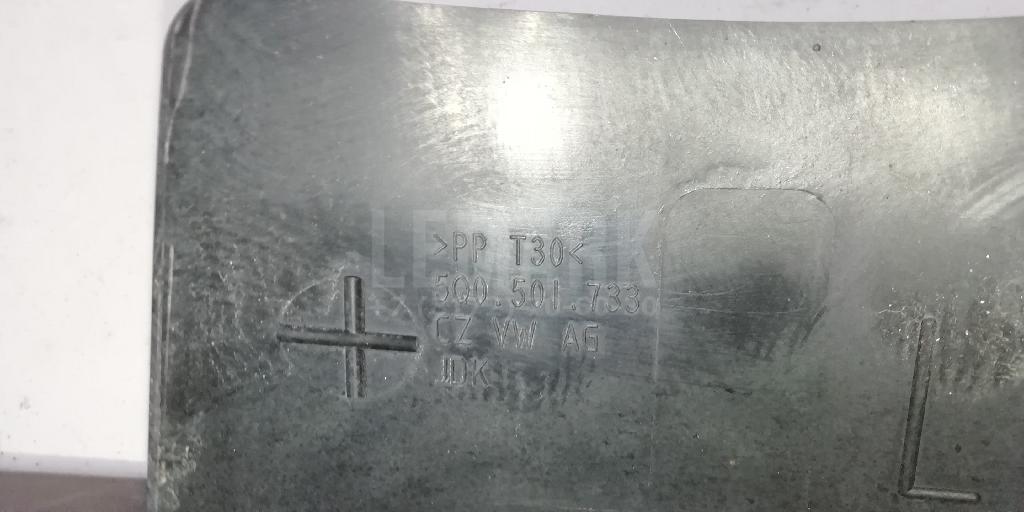 >PP T30<
5Q0.501.733
CZ VW AG
JDK
L